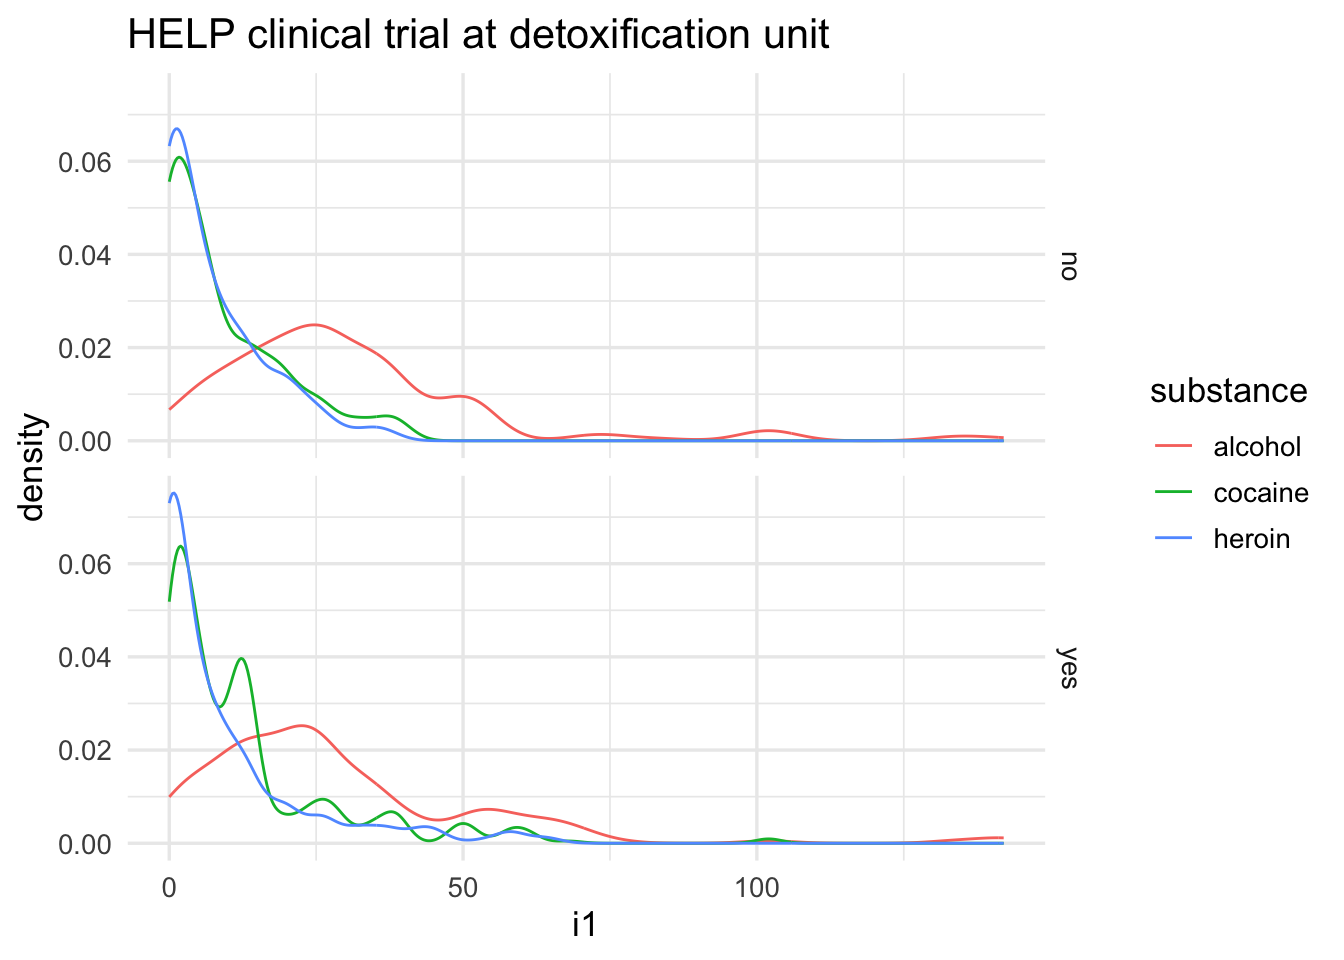 HELP clinical trial at detoxification unit
0.06
0.04
0.02
0.00
no
density
0.06
0.04
0.02
0.00
yes
0 50 100
i1
substance
alcohol
cocaine
heroin